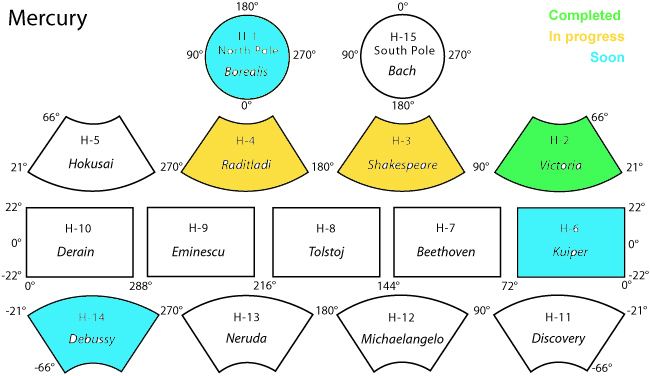 Mercury
Completed
In progress
Soon
180°
0°
H-1
North Pole
Borealis
90°
270°
0°
H-15
South Pole
Bach
90°
270°
180°
66°
H-5
Hokusai
21°
270°
H-4
Raditladi
180°
H-3
Shakespeare
90°
66°
H-2
Victoria
21°
22°
0°
-22°
H-10
Derain
H-9
Eminescu
H-8
Tolstoj
H-7
Beethoven
H-6
Kuiper
22°
0°
-22°
0°
288°
216°
144°
72°
0°
-21°
H-14
Debussy
-66°
270°
H-13
Neruda
180°
H-12
Michaelangelo
90°
H-11
Discovery
-21°
-66°